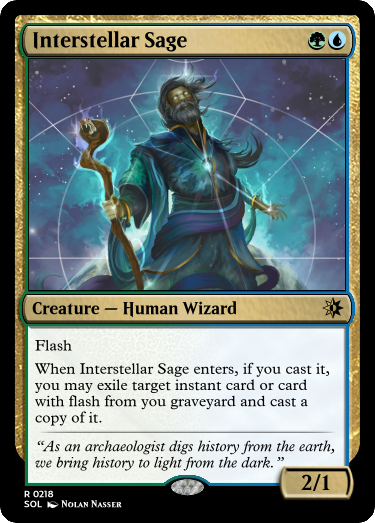 Interstellar Sage
Creature — Human Wizard
Flash
When Interstellar Sage enters, if you cast it,
you may exile target instant card or card
with flash from you graveyard and cast a
copy of it.
“As an archaeologist digs history from the earth,
we bring history to light from the dark.”
2/1
R 0218
SOL Nolan Nasser